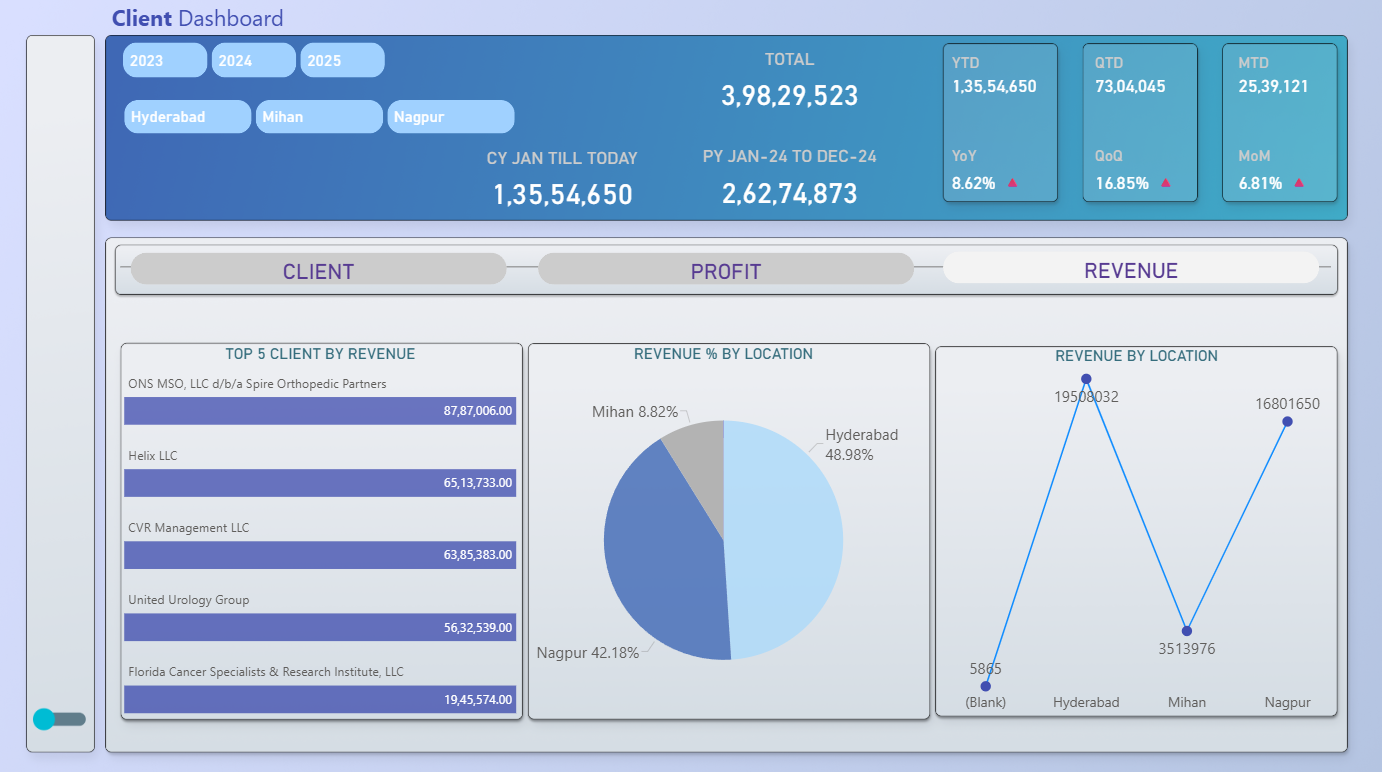 Client Dashboard
2023 2024 2025
Hyderabad Mihan Nagpur
TOTAL
3,98,29,523
CY JAN TILL TODAY
1,35,54,650
PY JAN-24 TO DEC-24
2,62,74,873
YTD
1,35,54,650
YoY
8.62%
QTD
73,04,045
QoQ
16.85%
MTD
25,39,121
MoM
6.81%
CLIENT PROFIT REVENUE
TOP 5 CLIENT BY REVENUE
ONS MSO, LLC d/b/a Spire Orthopedic Partners
87,87,006.00
Helix LLC
65,13,733.00
CVR Management LLC
63,85,383.00
United Urology Group
56,32,539.00
Florida Cancer Specialists & Research Institute, LLC
19,45,574.00
REVENUE % BY LOCATION
Mihan 8.82%
Hyderabad
48.98%
Nagpur 42.18%
REVENUE BY LOCATION
19508032
16801650
3513976
5865
(Blank) Hyderabad Mihan Nagpur